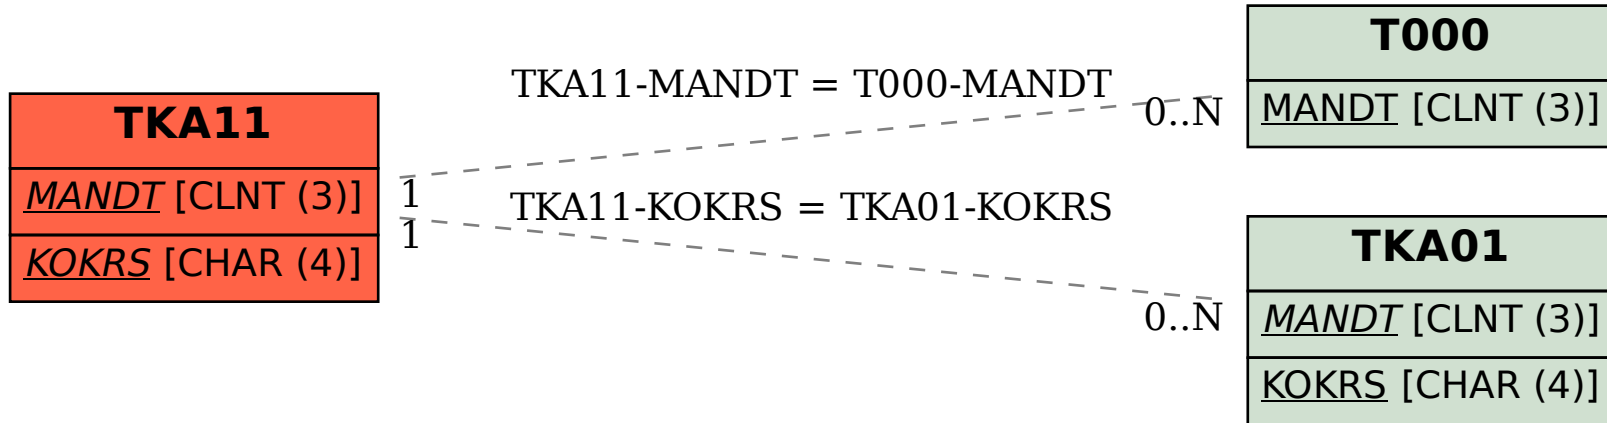 TKA11
MANDT [CLNT (3)]
KOKRS [CHAR (4)]
TKA11-MANDT = T000-MANDT
1
0..N
TKA11-KOKRS = TKA01-KOKRS
1
0..N
T000
MANDT [CLNT (3)]
TKA01
MANDT [CLNT (3)]
KOKRS [CHAR (4)]